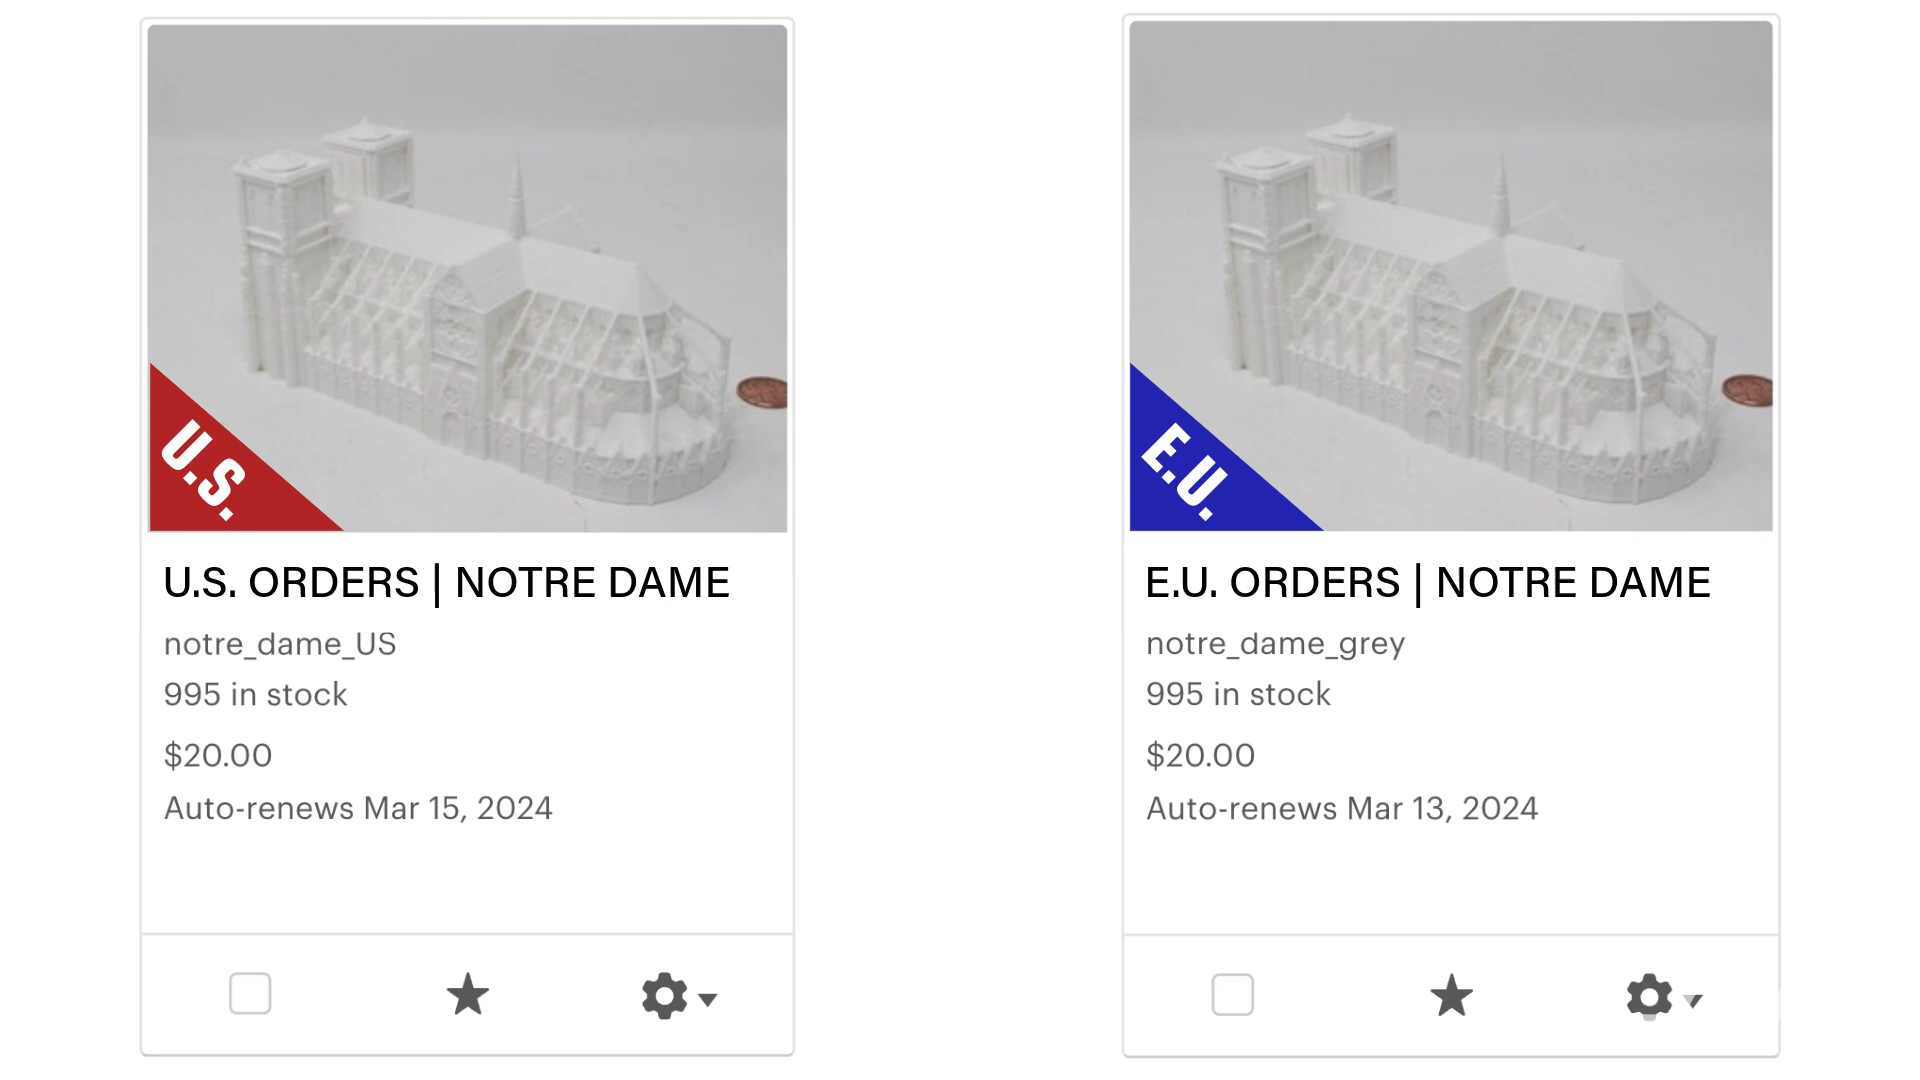 U.S.
U.S. ORDERS | NOTRE DAME
notre_dame_US
995 in stock
$20.00
Auto-renews Mar 15, 2024
E.U.
E.U. ORDERS | NOTRE DAME
notre_dame_grey
995 in stock
$20.00
Auto-renews Mar 13, 2024